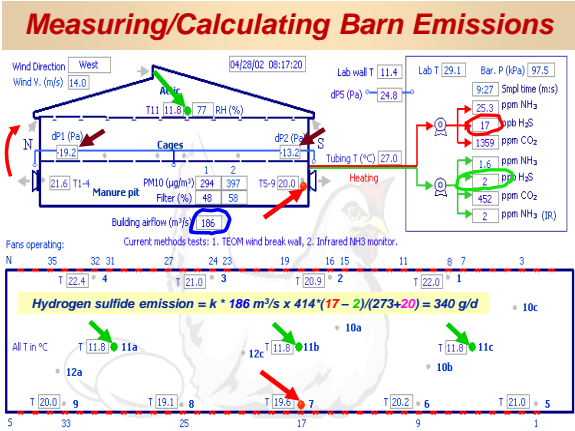 Measuring/Calculating Barn Emissions
Wind Direction West
Wind V. (m/s) 14.0
04/28/02 08:17:20
Lab wall T 11.4
dP5 (Pa) 24.8
Lab T 29.1 Bar. P (kPa) 97.5
9:27 Smpl time (m:s)
25.3 ppm NH3
17 ppb H2S
1359 ppm CO2
1.6 ppm NH3
2 ppb H2S
452 ppm CO2
2 ppm NH3 (IR)
Attic
T11 11.8 77 RH (%)
N dP1 (Pa) Cages dP2 (Pa) S
-19.2 -13.2
Tubing T (°C) 27.0
Heating
1 2
21.6 T1-4 PM10 (µg/m³) 294 397 T5-9 20.0
Manure pit Filter (%) 48 58
Building airflow (m³/s) 186
Current methods tests: 1. TEOM wind break wall, 2. Infrared NH3 monitor.
Fans operating:
N 35 32 31 27 24 23 19 16 15 11 8 7 3
T 22.4 4 T 21.0 3 T 20.9 2 T 22.0 1
Hydrogen sulfide emission = k * 186 m³/s x 414*(17 – 2)/(273+20) = 340 g/d
10c
10a
All T in °C T 11.8 11a 12c T 11.8 11b T 11.8 11c
12a 10b
T 20.0 9 T 19.1 8 T 19.6 7 T 20.2 6 T 21.0 5
S 33 25 17 9 1